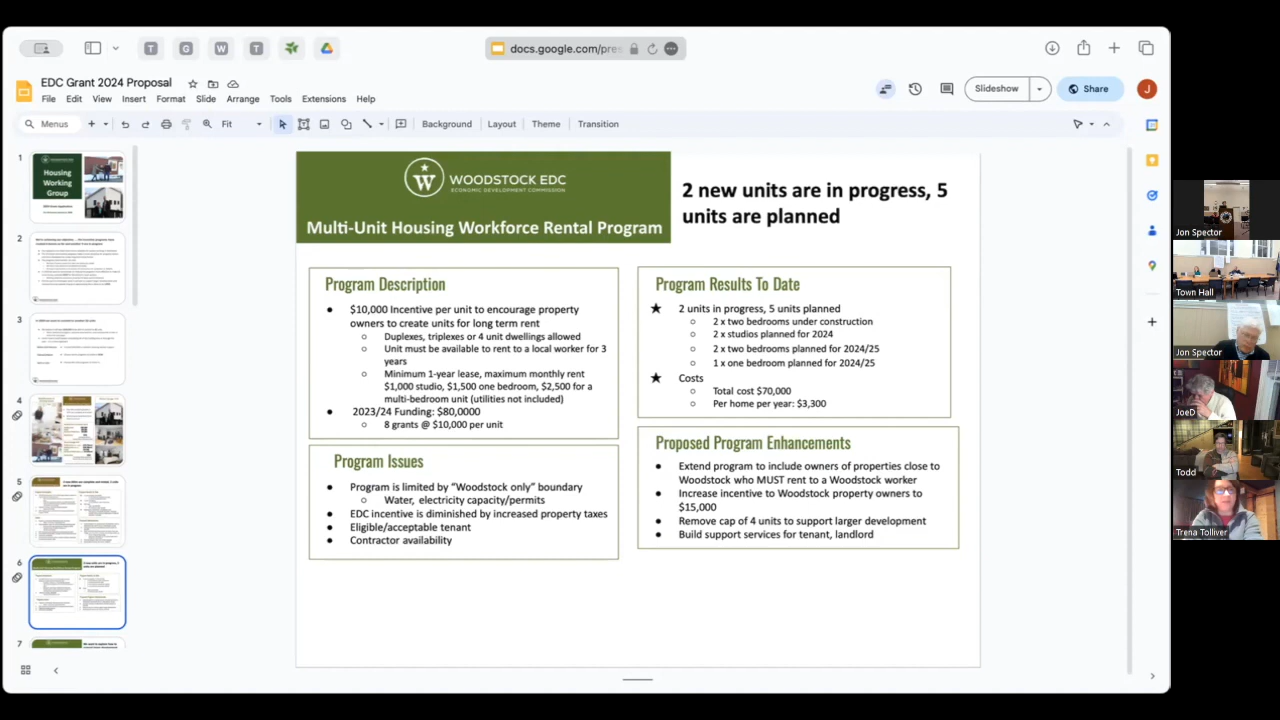 T
G
W
T
docs.google.com/pre
EDC Grant 2024 Proposal
File Edit View Insert Format Slide Arrange Tools Extensions Help
Slideshow
Share
J
Menus
Fit
Background Layout Theme Transition
1
Housing
Working
Group
2
3
4
5
6
7
W
WOODSTOCK EDC
ECONOMIC DEVELOPMENT COMMISSION
Multi-Unit Housing Workforce Rental Program
2 new units are in progress, 5
units are planned
Program Description
● $10,000 Incentive per unit to encourage property
owners to create units for long term rent
○ Duplexes, triplexes or 4 unit dwellings allowed
○ Unit must be available to rent to a local worker for 3
years
○ Minimum 1-year lease, maximum monthly rent
$1,000 studio, $1,500 one bedroom, $2,500 for a
multi-bedroom unit (utilities not included)
● 2023/24 Funding: $80,0000
○ 8 grants @ $10,000 per unit
Program Issues
● Program is limited by “Woodstock only” boundary
Water, electricity capacity/permits
● EDC incentive is diminished by increased property taxes
● Eligible/acceptable tenant
● Contractor availability
Program Results To Date
★ 2 units in progress, 5 units planned
○ 2 x two bedrooms under construction
○ 2 x studios planned for 2024
○ 2 x two bedrooms planned for 2024/25
○ 1 x one bedroom planned for 2024/25
★ Costs
○ Total cost $70,000
○ Per home per year: $3,300
Proposed Program Enhancements
● Extend program to include owners of properties close to
Woodstock who MUST rent to a Woodstock worker
● Increase incentive to Woodstock property owners to
$15,000
● Remove cap of 4 units to support larger development
● Build support services for tenant, landlord
Jon Spector
Town Hall
Jon Spector
JoeD
Todd
Trena Tolliver